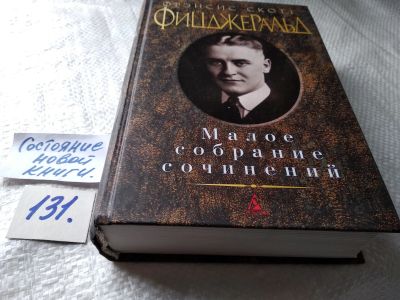 ФРЭНСИС СКОТТ
ФИЦДЖЕРАЛЬД
Малое
собрание
сочинений
Состояние
новой
книги.
131.